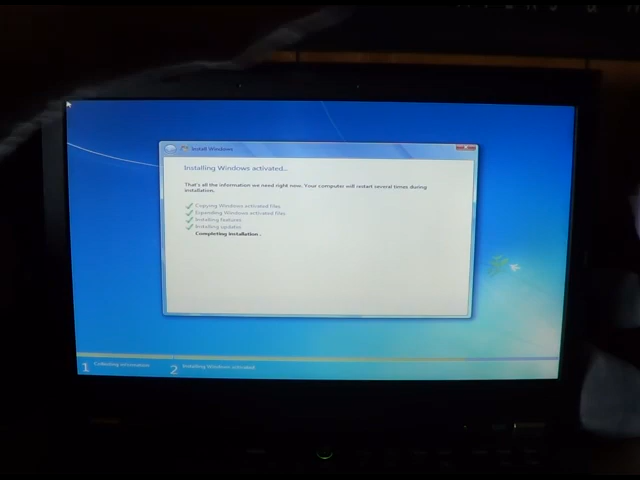 Install Windows
Installing Windows activated...
That's all the information we need right now. Your computer will restart several times during
installation.
Copying Windows activated files
Expanding Windows activated files
Installing features
Installing updates
Completing installation .
1 Collecting information
2 Installing Windows activated